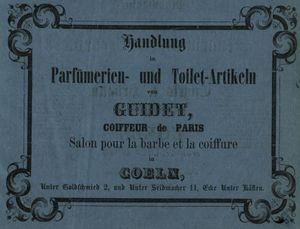 Handlung
in
Parfümerien- und Toilet-Artikeln
von
GUIDET,
COIFFEUR de PARIS
Salon pour la barbe et la coiffure
in
COELN,
Unter Goldschmied 2, und Unter Seidmacher 11, Ecke Unter Käften.